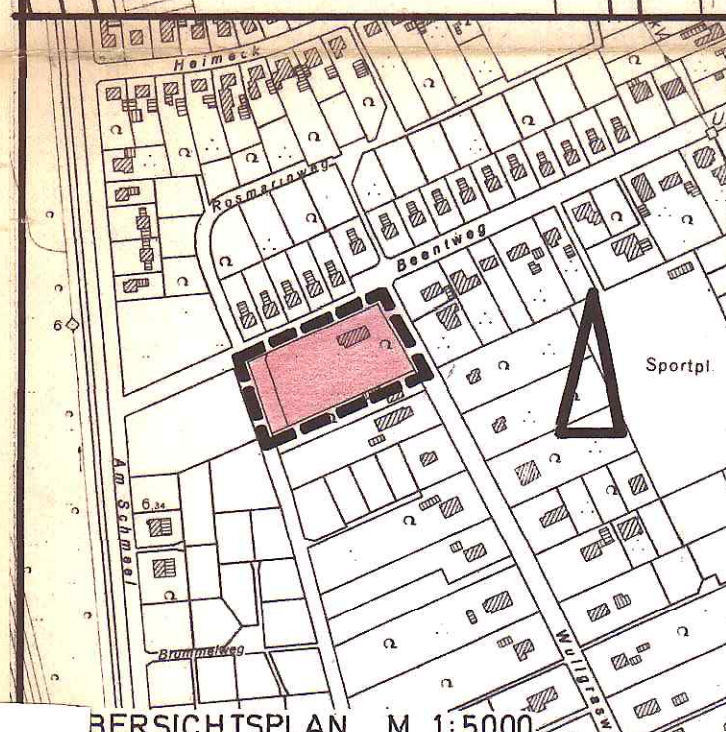 Heimeck
Rosmarinweg
Beentweg
Sportpl.
6
Am Schmeel
6,34
Brummelweg
Wullgrasw
BERSICHTSPLAN M 1:5000